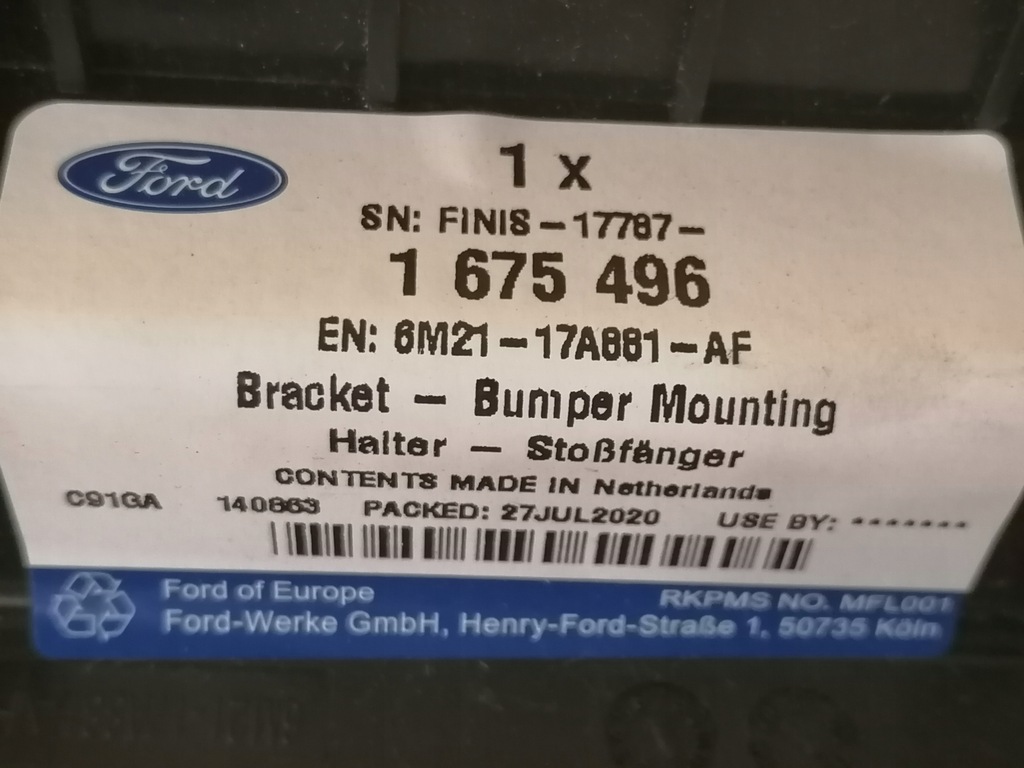 Ford
1 x
SN: FINIS-17787-
1 675 496
EN: 6M21-17A881-AF
Bracket - Bumper Mounting
Halter - Stoßfänger
CONTENTS MADE IN Netherlands
C91GA 140863 PACKED: 27JUL2020 USE BY: *******
Ford of Europe RKPMS NO. MFL001
Ford-Werke GmbH, Henry-Ford-Straße 1, 50735 Köln